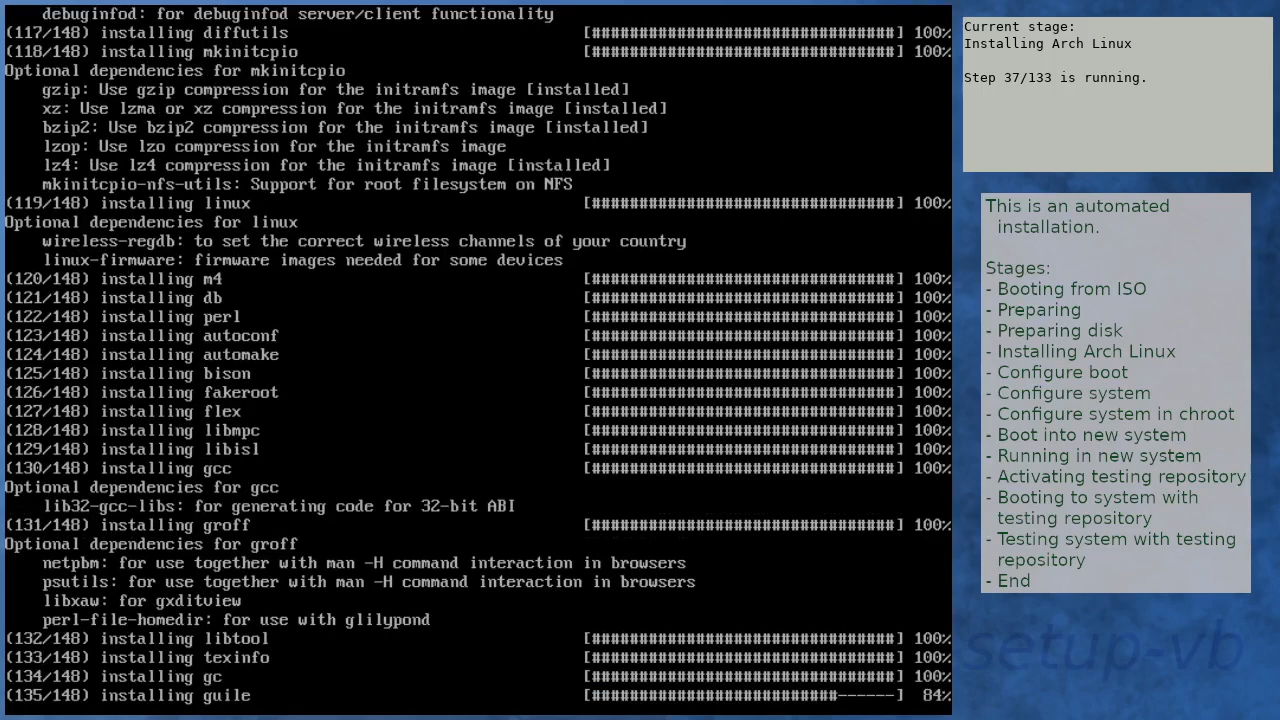 debuginfod: for debuginfod server/client functionality
(117/148) installing diffutils [################################] 100%
(118/148) installing mkinitcpio [################################] 100%
Optional dependencies for mkinitcpio
gzip: Use gzip compression for the initramfs image [installed]
xz: Use lzma or xz compression for the initramfs image [installed]
bzip2: Use bzip2 compression for the initramfs image [installed]
lzop: Use lzo compression for the initramfs image
lz4: Use lz4 compression for the initramfs image [installed]
mkinitcpio-nfs-utils: Support for root filesystem on NFS
(119/148) installing linux [################################] 100%
Optional dependencies for linux
wireless-regdb: to set the correct wireless channels of your country
linux-firmware: firmware images needed for some devices
(120/148) installing m4 [################################] 100%
(121/148) installing db [################################] 100%
(122/148) installing perl [################################] 100%
(123/148) installing autoconf [################################] 100%
(124/148) installing automake [################################] 100%
(125/148) installing bison [################################] 100%
(126/148) installing fakeroot [################################] 100%
(127/148) installing flex [################################] 100%
(128/148) installing libmpc [################################] 100%
(129/148) installing libisl [################################] 100%
(130/148) installing gcc [################################] 100%
Optional dependencies for gcc
lib32-gcc-libs: for generating code for 32-bit ABI
(131/148) installing groff [################################] 100%
Optional dependencies for groff
netpbm: for use together with man -H command interaction in browsers
psutils: for use together with man -H command interaction in browsers
libxaw: for gxditview
perl-file-homedir: for use with glilypond
(132/148) installing libtool [################################] 100%
(133/148) installing texinfo [################################] 100%
(134/148) installing gc [################################] 100%
(135/148) installing guile [##########################------] 84%
Current stage:
Installing Arch Linux
Step 37/133 is running.
This is an automated
installation.
Stages:
- Booting from ISO
- Preparing
- Preparing disk
- Installing Arch Linux
- Configure boot
- Configure system
- Configure system in chroot
- Boot into new system
- Running in new system
- Activating testing repository
- Booting to system with
testing repository
- Testing system with testing
repository
- End
setup-vb